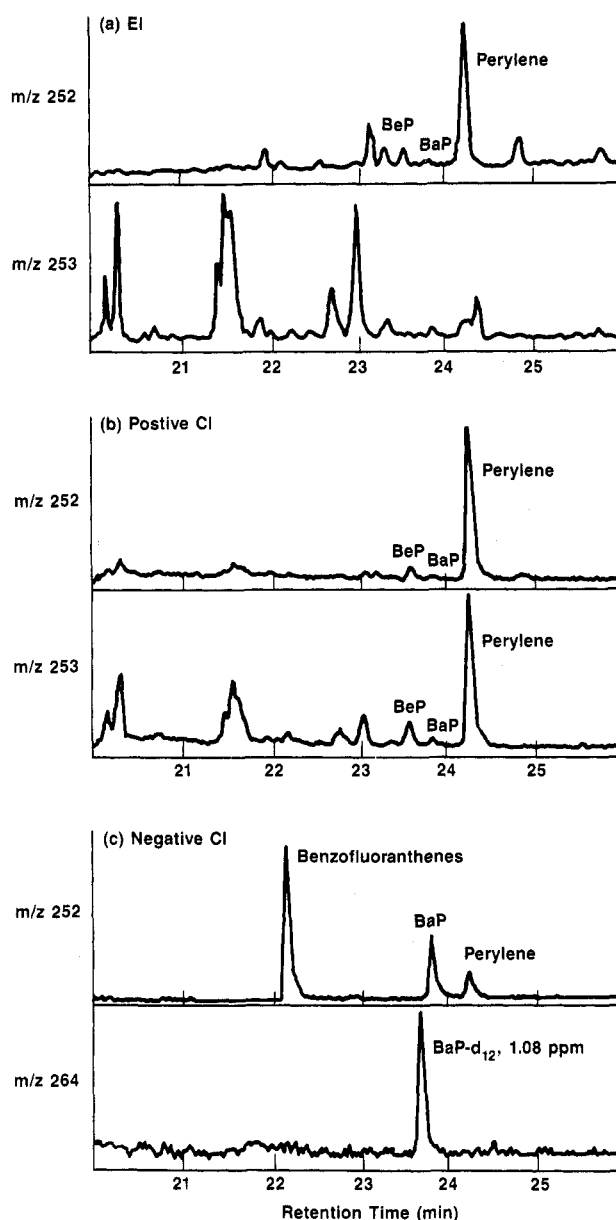 (a) EI
Perylene
m/z 252
BeP
BaP
m/z 253
21 22 23 24 25
(b) Postive CI
m/z 252
Perylene
BeP
BaP
Perylene
m/z 253
BeP
BaP
21 22 23 24 25
(c) Negative CI
Benzofluoranthenes
m/z 252
BaP
Perylene
BaP-d₁₂, 1.08 ppm
m/z 264
21 22 23 24 25
Retention Time (min)